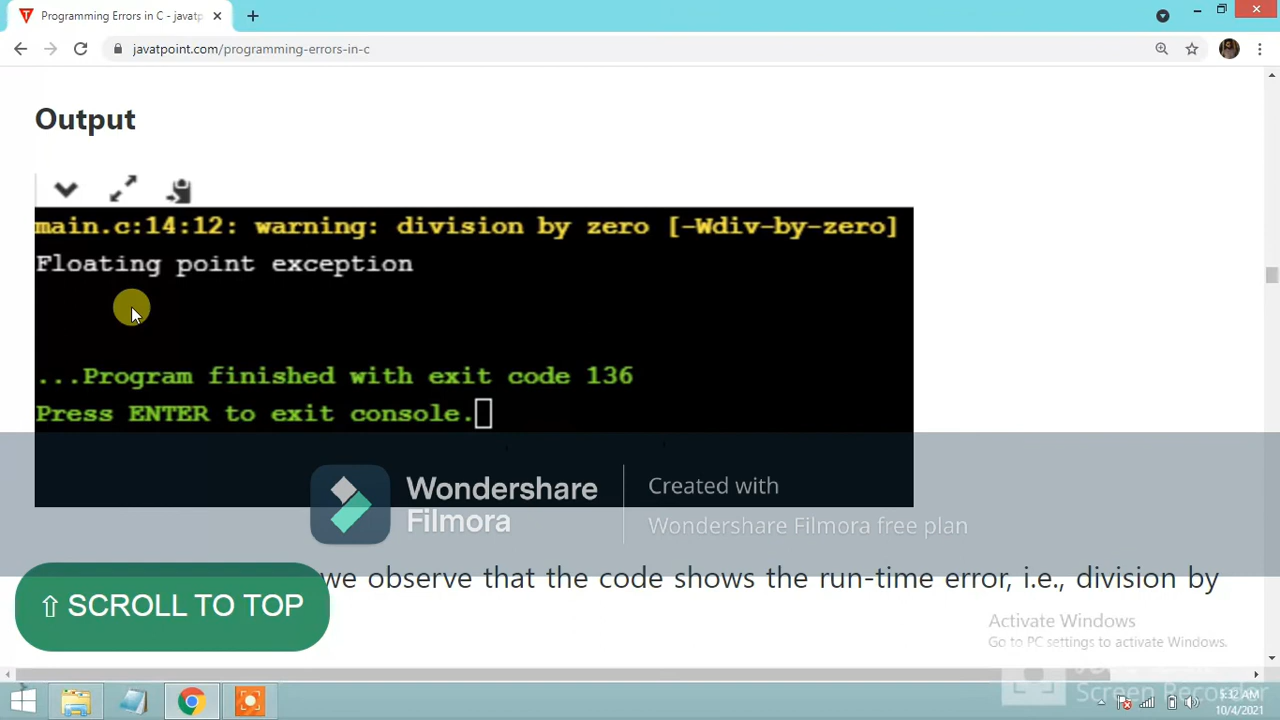 Programming Errors in C - javatp
javatpoint.com/programming-errors-in-c
Output
main.c:14:12: warning: division by zero [-Wdiv-by-zero]
Floating point exception
...Program finished with exit code 136
Press ENTER to exit console.
Wondershare
Filmora
Created with
Wondershare Filmora free plan
we observe that the code shows the run-time error, i.e., division by
⇧ SCROLL TO TOP
Activate Windows
Go to PC settings to activate Windows.
Screen Recorder
5:32 AM
10/4/2021